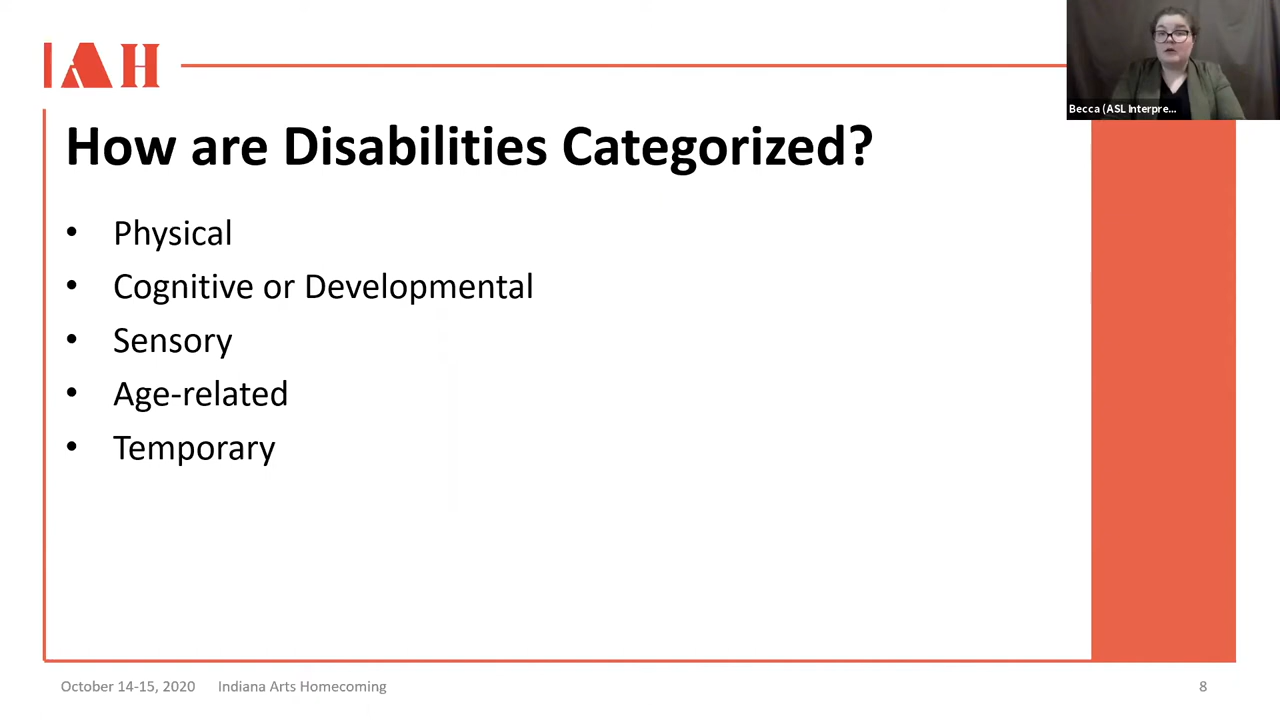 IAH
Becca (ASL Interpre...
How are Disabilities Categorized?
• Physical
• Cognitive or Developmental
• Sensory
• Age-related
• Temporary
October 14-15, 2020 Indiana Arts Homecoming 8